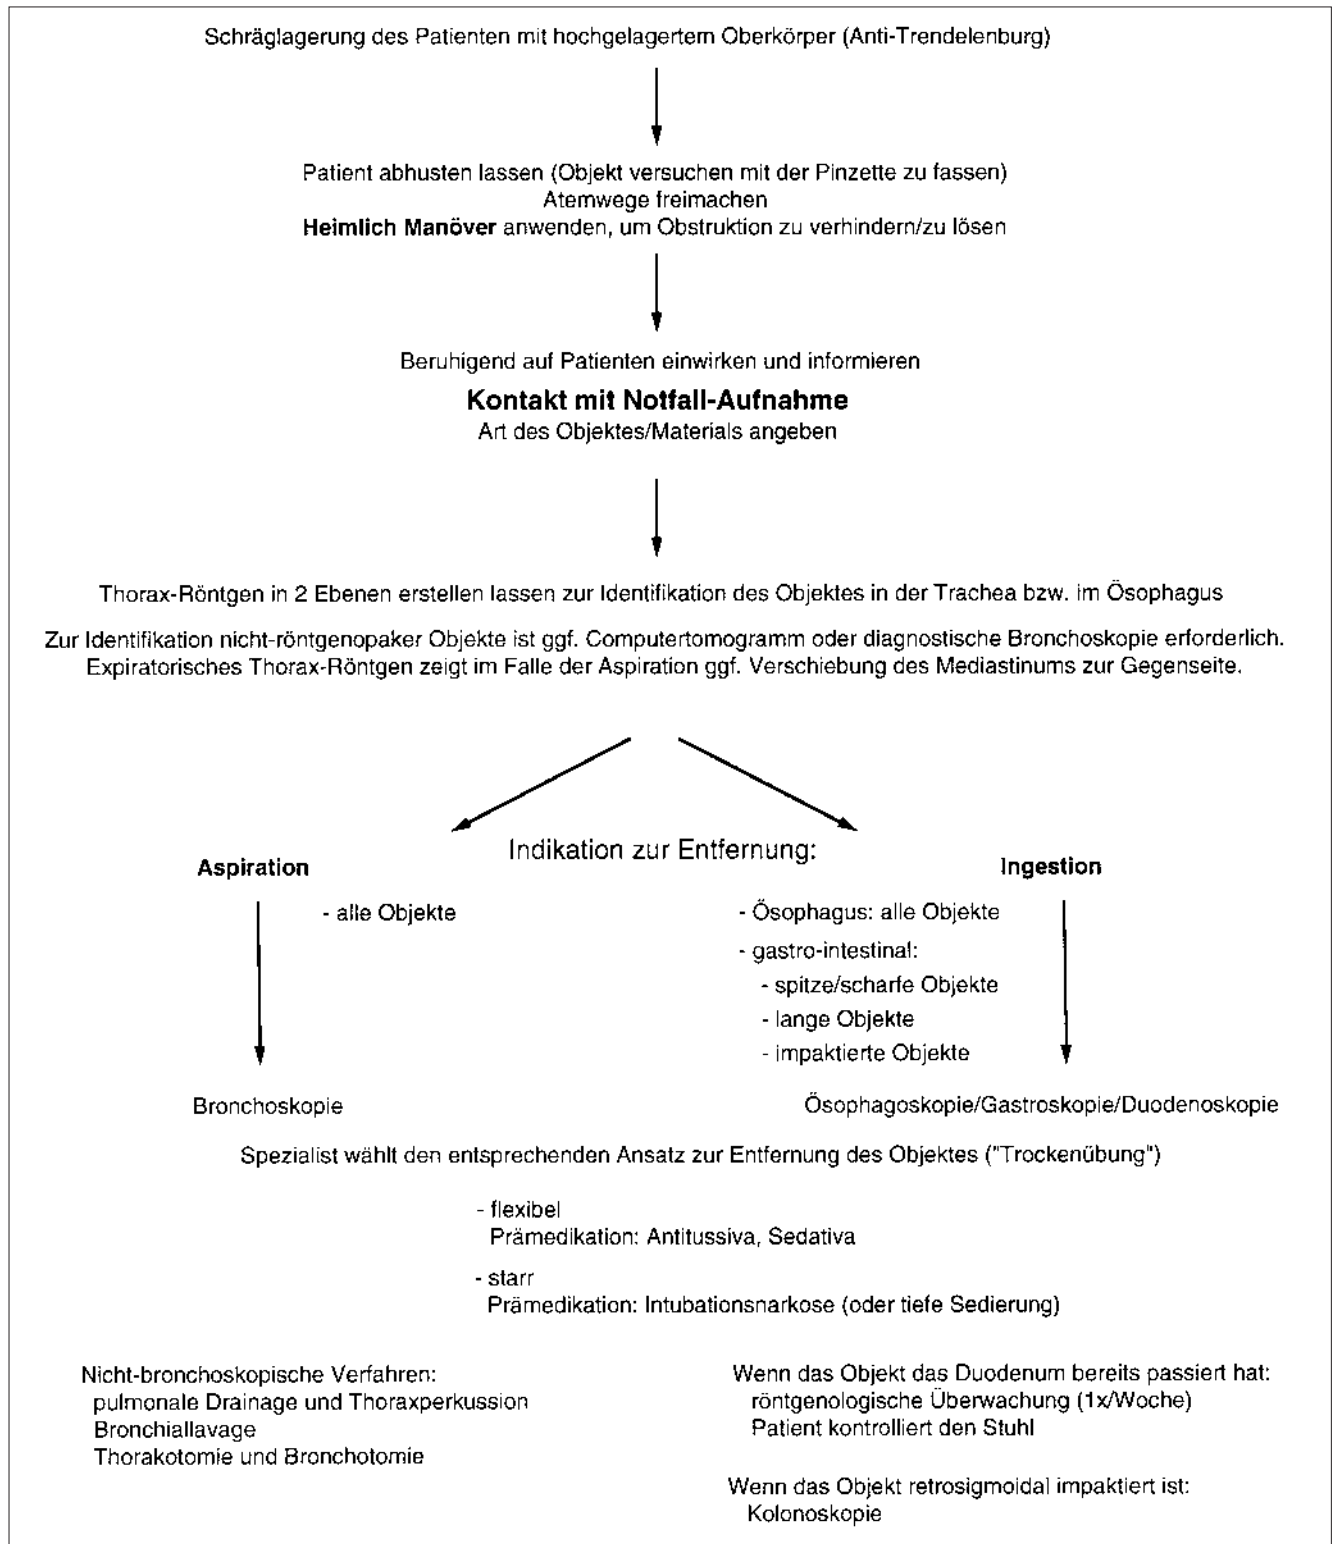 Schräglagerung des Patienten mit hochgelagertem Oberkörper (Anti-Trendelenburg)
Patient abhusten lassen (Objekt versuchen mit der Pinzette zu fassen)
Atemwege freimachen
Heimlich Manöver anwenden, um Obstruktion zu verhindern/zu lösen
Beruhigend auf Patienten einwirken und informieren
Kontakt mit Notfall-Aufnahme
Art des Objektes/Materials angeben
Thorax-Röntgen in 2 Ebenen erstellen lassen zur Identifikation des Objektes in der Trachea bzw. im Ösophagus
Zur Identifikation nicht-röntgenopaker Objekte ist ggf. Computertomogramm oder diagnostische Bronchoskopie erforderlich.
Expiratorisches Thorax-Röntgen zeigt im Falle der Aspiration ggf. Verschiebung des Mediastinums zur Gegenseite.
Indikation zur Entfernung:
Aspiration
- alle Objekte
Ingestion
- Ösophagus: alle Objekte
- gastro-intestinal:
- spitze/scharfe Objekte
- lange Objekte
- impaktierte Objekte
Bronchoskopie
Ösophagoskopie/Gastroskopie/Duodenoskopie
Spezialist wählt den entsprechenden Ansatz zur Entfernung des Objektes ("Trockenübung")
- flexibel
Prämedikation: Antitussiva, Sedativa
- starr
Prämedikation: Intubationsnarkose (oder tiefe Sedierung)
Nicht-bronchoskopische Verfahren:
pulmonale Drainage und Thoraxperkussion
Bronchiallavage
Thorakotomie und Bronchotomie
Wenn das Objekt das Duodenum bereits passiert hat:
röntgenologische Überwachung (1x/Woche)
Patient kontrolliert den Stuhl
Wenn das Objekt retrosigmoidal impaktiert ist:
Kolonoskopie